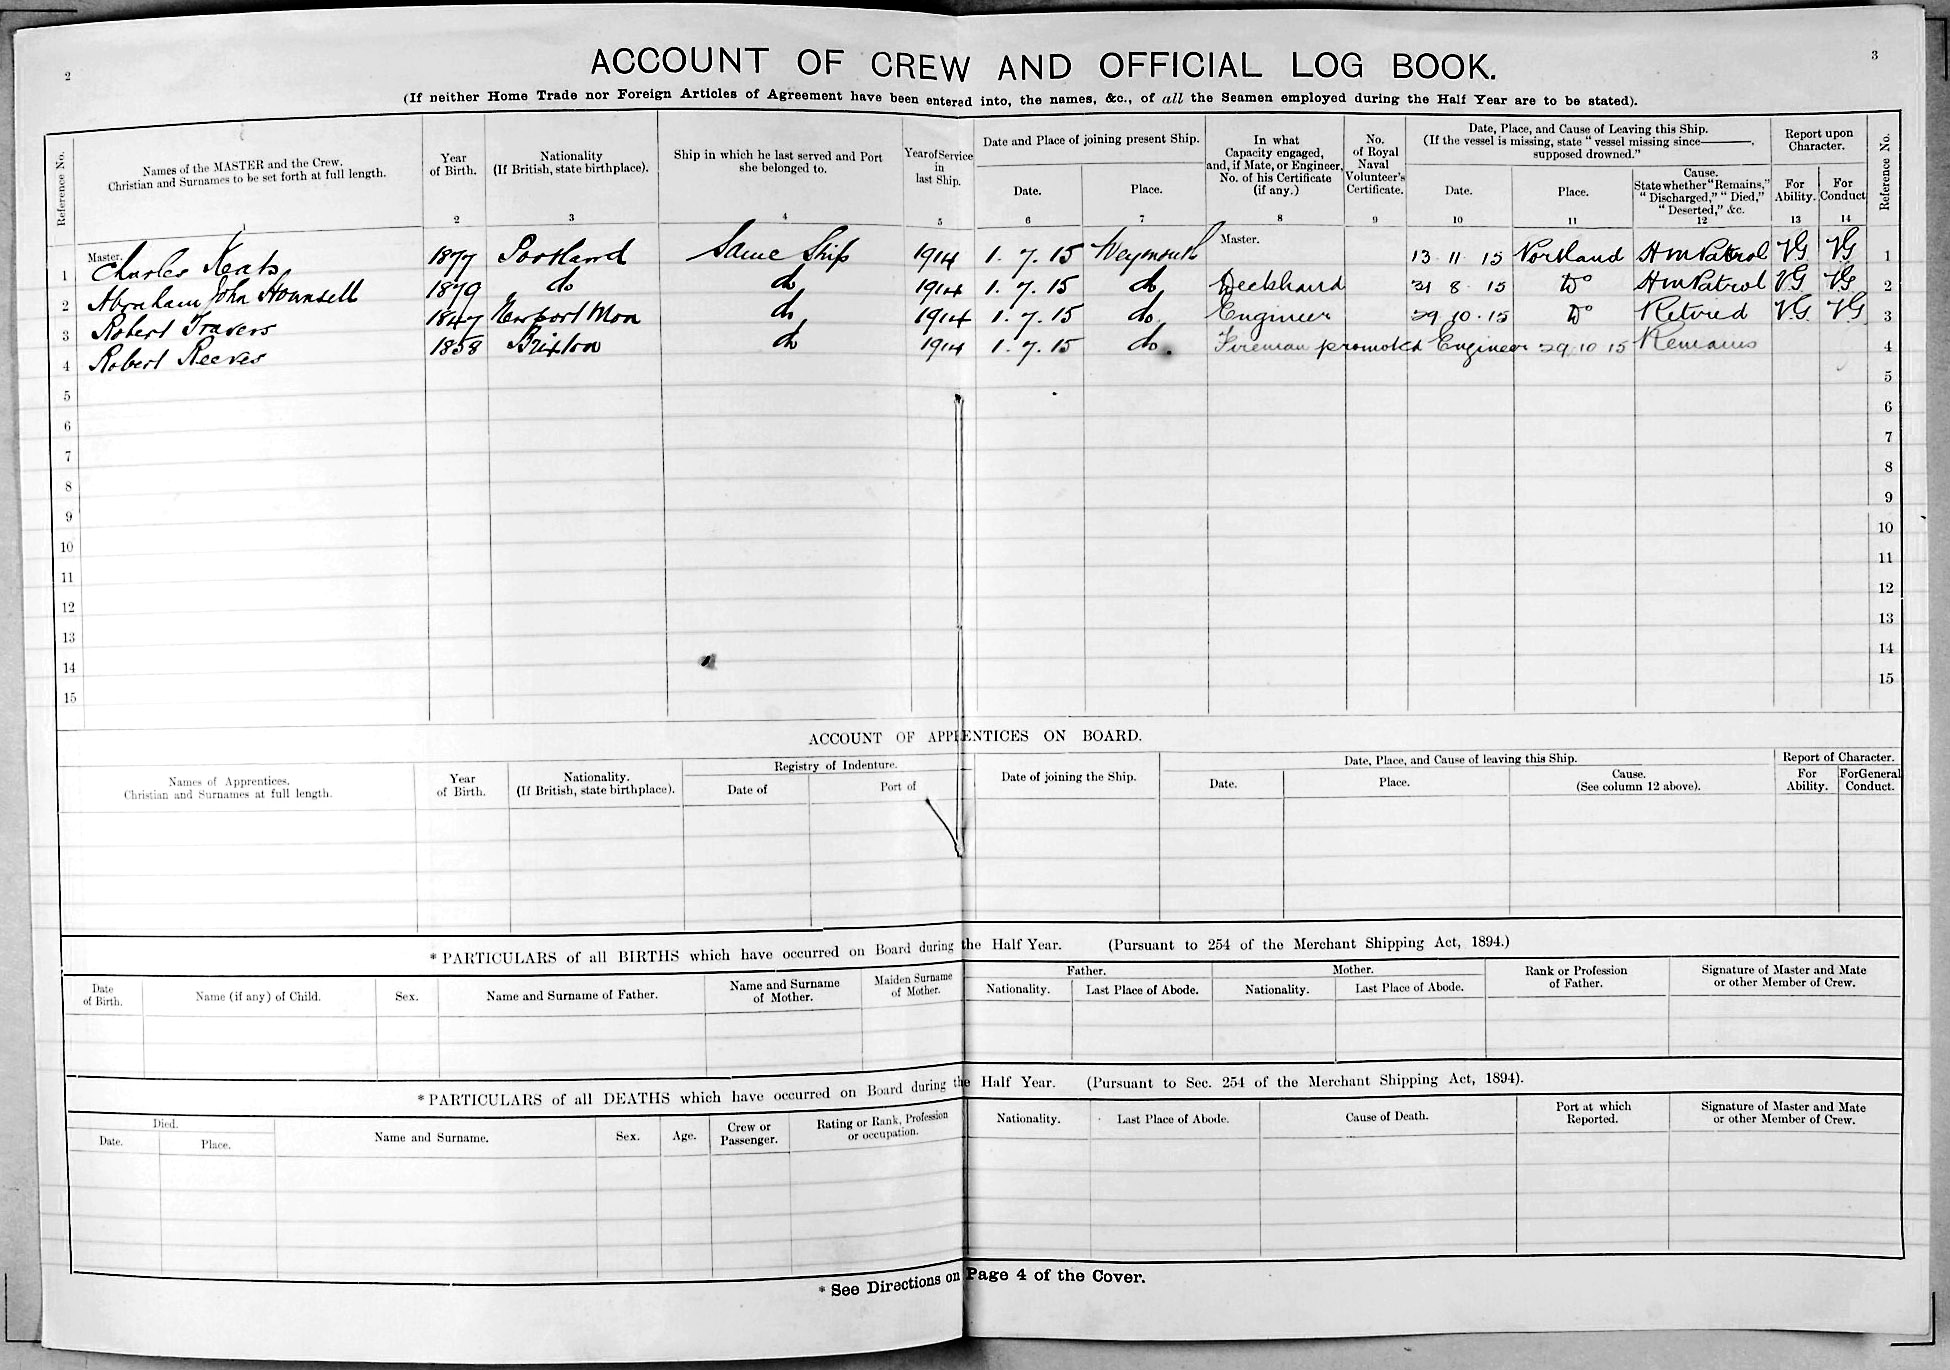 2
3
ACCOUNT OF CREW AND OFFICIAL LOG BOOK.
(If neither Home Trade nor Foreign Articles of Agreement have been entered into, the names, &c., of all the Seamen employed during the Half Year are to be stated).
Reference No.
Names of the MASTER and the Crew.
Christian and Surnames to be set forth at full length.
1
Year
of Birth.
2
Nationality
(If British, state birthplace).
3
Ship in which he last served and Port
she belonged to.
4
Year of Service
in
last Ship.
5
Date and Place of joining present Ship.
Date.
6
Place.
7
In what
Capacity engaged,
and, if Mate, or Engineer,
No. of his Certificate
(if any.)
8
No.
of Royal
Naval
Volunteer's
Certificate.
9
Date, Place, and Cause of Leaving this Ship.
(If the vessel is missing, state "vessel missing since———.
supposed drowned."
Date.
10
Place.
11
Cause.
State whether "Remains,"
"Discharged," "Died,"
"Deserted," &c.
12
Report upon
Character.
For
Ability.
13
For
Conduct
14
Reference No.
1 Master. Charles Keats 1877 Portland Same Ship 1914 1. 7. 15 Weymouth Master. 13 11 15 Portland HM Patrol VG VG 1
2 Abraham John Hounsell 1879 do do 1914 1. 7. 15 do Deckhand 31 8 15 Do HM Patrol VG VG 2
3 Robert Travers 1847 Newport Mon do 1914 1. 7. 15 do. Engineer 29 10 . 15 Do Retired VG VG 3
4 Robert Reeves 1858 Brixton do 1914 1. 7. 15 do. Fireman promoted Engineer 29 10 15 Remains 4
5 5
6 6
7 7
8 8
9 9
10 10
11 11
12 12
13 13
14 14
15 15
ACCOUNT OF APPRENTICES ON BOARD.
Names of Apprentices.
Christian and Surnames at full length.
Year
of Birth.
Nationality.
(If British, state birthplace).
Registry of Indenture.
Date of
Port of
Date of joining the Ship.
Date, Place, and Cause of leaving this Ship.
Date.
Place.
Cause.
(See column 12 above).
Report of Character.
For
Ability.
For General
Conduct.
* PARTICULARS of all BIRTHS which have occurred on Board during the Half Year. (Pursuant to 254 of the Merchant Shipping Act, 1894.)
Date
of Birth.
Name (if any) of Child.
Sex.
Name and Surname of Father.
Name and Surname
of Mother.
Maiden Surname
of Mother.
Father.
Nationality.
Last Place of Abode.
Mother.
Nationality.
Last Place of Abode.
Rank or Profession
of Father.
Signature of Master and Mate
or other Member of Crew.
* PARTICULARS of all DEATHS which have occurred on Board during the Half Year. (Pursuant to Sec. 254 of the Merchant Shipping Act, 1894).
Died.
Date.
Place.
Name and Surname.
Sex.
Age.
Crew or
Passenger.
Rating or Rank, Profession
or occupation.
Nationality.
Last Place of Abode.
Cause of Death.
Port at which
Reported.
Signature of Master and Mate
or other Member of Crew.
* See Directions on Page 4 of the Cover.